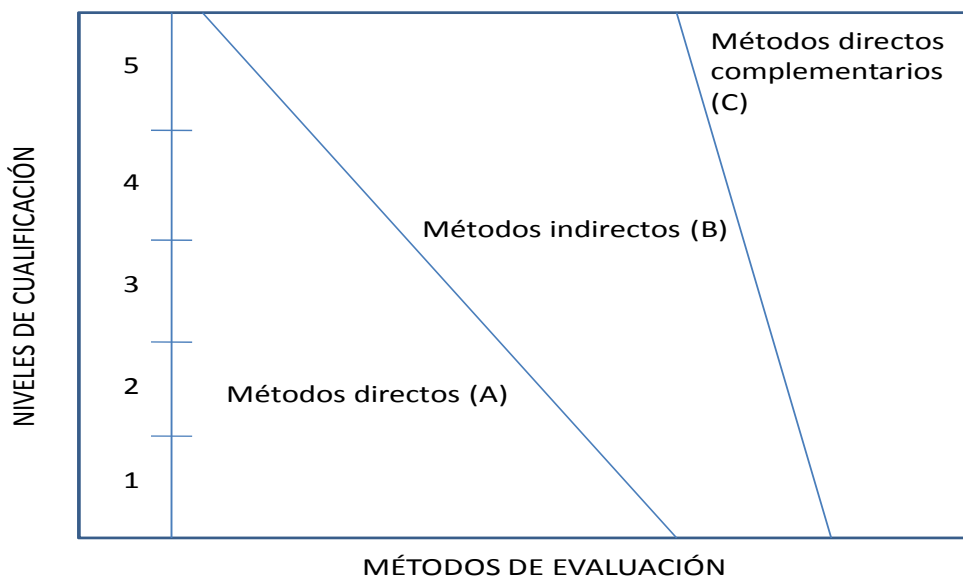 NIVELES DE CUALIFICACIÓN
5
4
3
2
1
Métodos directos
complementarios
(C)
Métodos indirectos (B)
Métodos directos (A)
MÉTODOS DE EVALUACIÓN